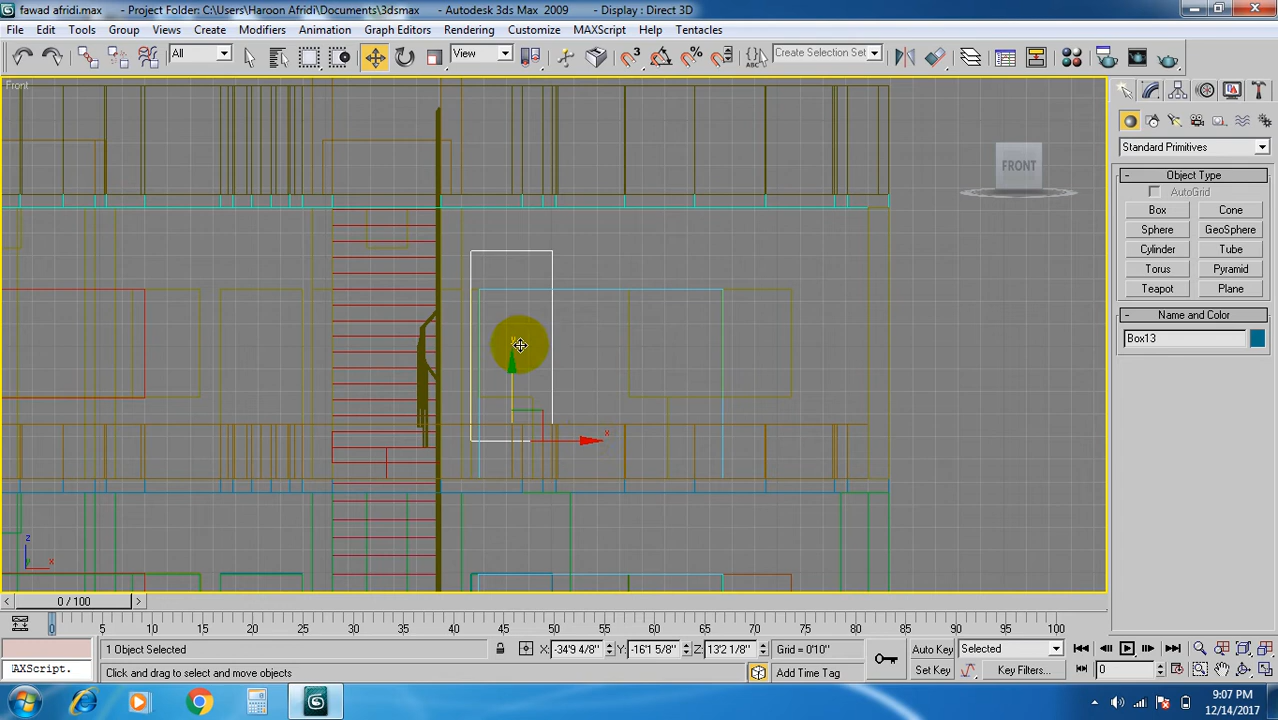 fawad afridi.max - Project Folder: C:\Users\Haroon Afridi\Documents\3dsmax - Autodesk 3ds Max 2009 - Display : Direct 3D
File Edit Tools Group Views Create Modifiers Animation Graph Editors Rendering Customize MAXScript Help Tentacles
All View Create Selection Set
Front
FRONT
Standard Primitives
- Object Type
AutoGrid
Box Cone
Sphere GeoSphere
Cylinder Tube
Torus Pyramid
Teapot Plane
- Name and Color
Box13
y
x
z
x
< 0 / 100 >
0 5 10 15 20 25 30 35 40 45 50 55 60 65 70 75 80 85 90 95 100
1 Object Selected X: -34'9 4/8" Y: -16'1 5/8" Z: 13'2 1/8" Grid = 0'10" Auto Key Selected
AXScript. Click and drag to select and move objects Add Time Tag Set Key Key Filters... 0
9:07 PM
12/14/2017